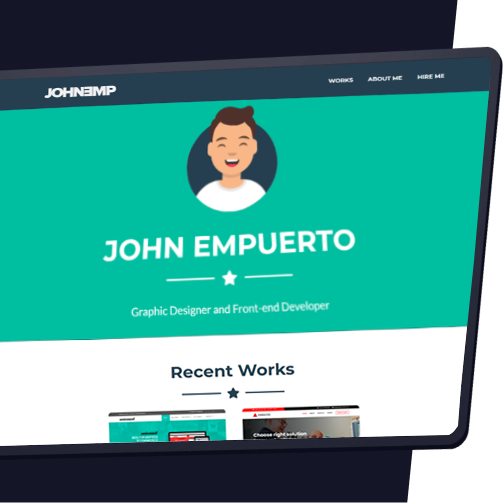 JOHNEMP
WORKS ABOUT ME HIRE ME
JOHN EMPUERTO
Graphic Designer and Front-end Developer
Recent Works
Choose right solution